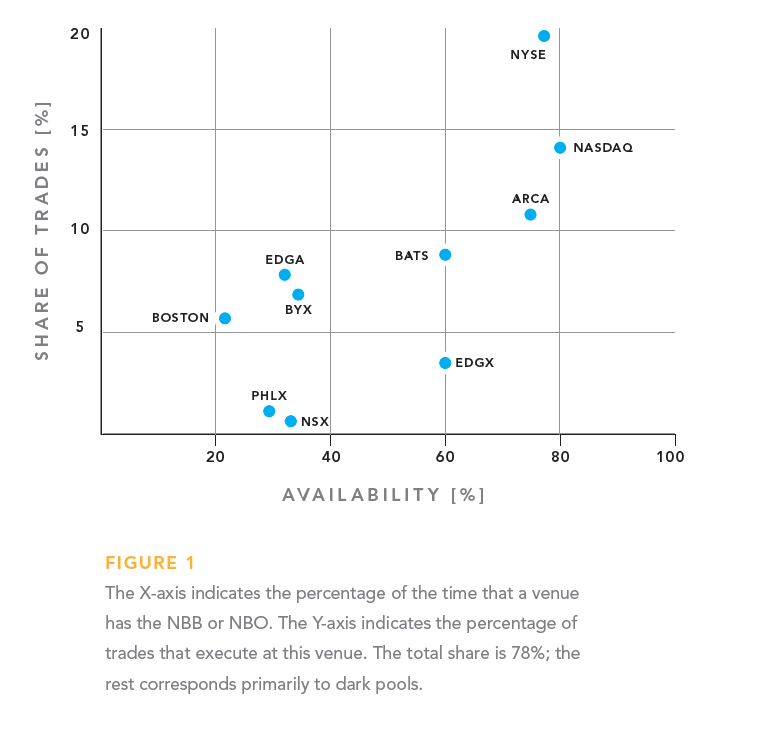 20
NYSE
SHARE OF TRADES [%]
15
NASDAQ
ARCA
10
BATS
EDGA
BYX
BOSTON
5
EDGX
PHLX
NSX
20
40
60
80
100
AVAILABILITY [%]
FIGURE 1
The X-axis indicates the percentage of the time that a venue
has the NBB or NBO. The Y-axis indicates the percentage of
trades that execute at this venue. The total share is 78%; the
rest corresponds primarily to dark pools.